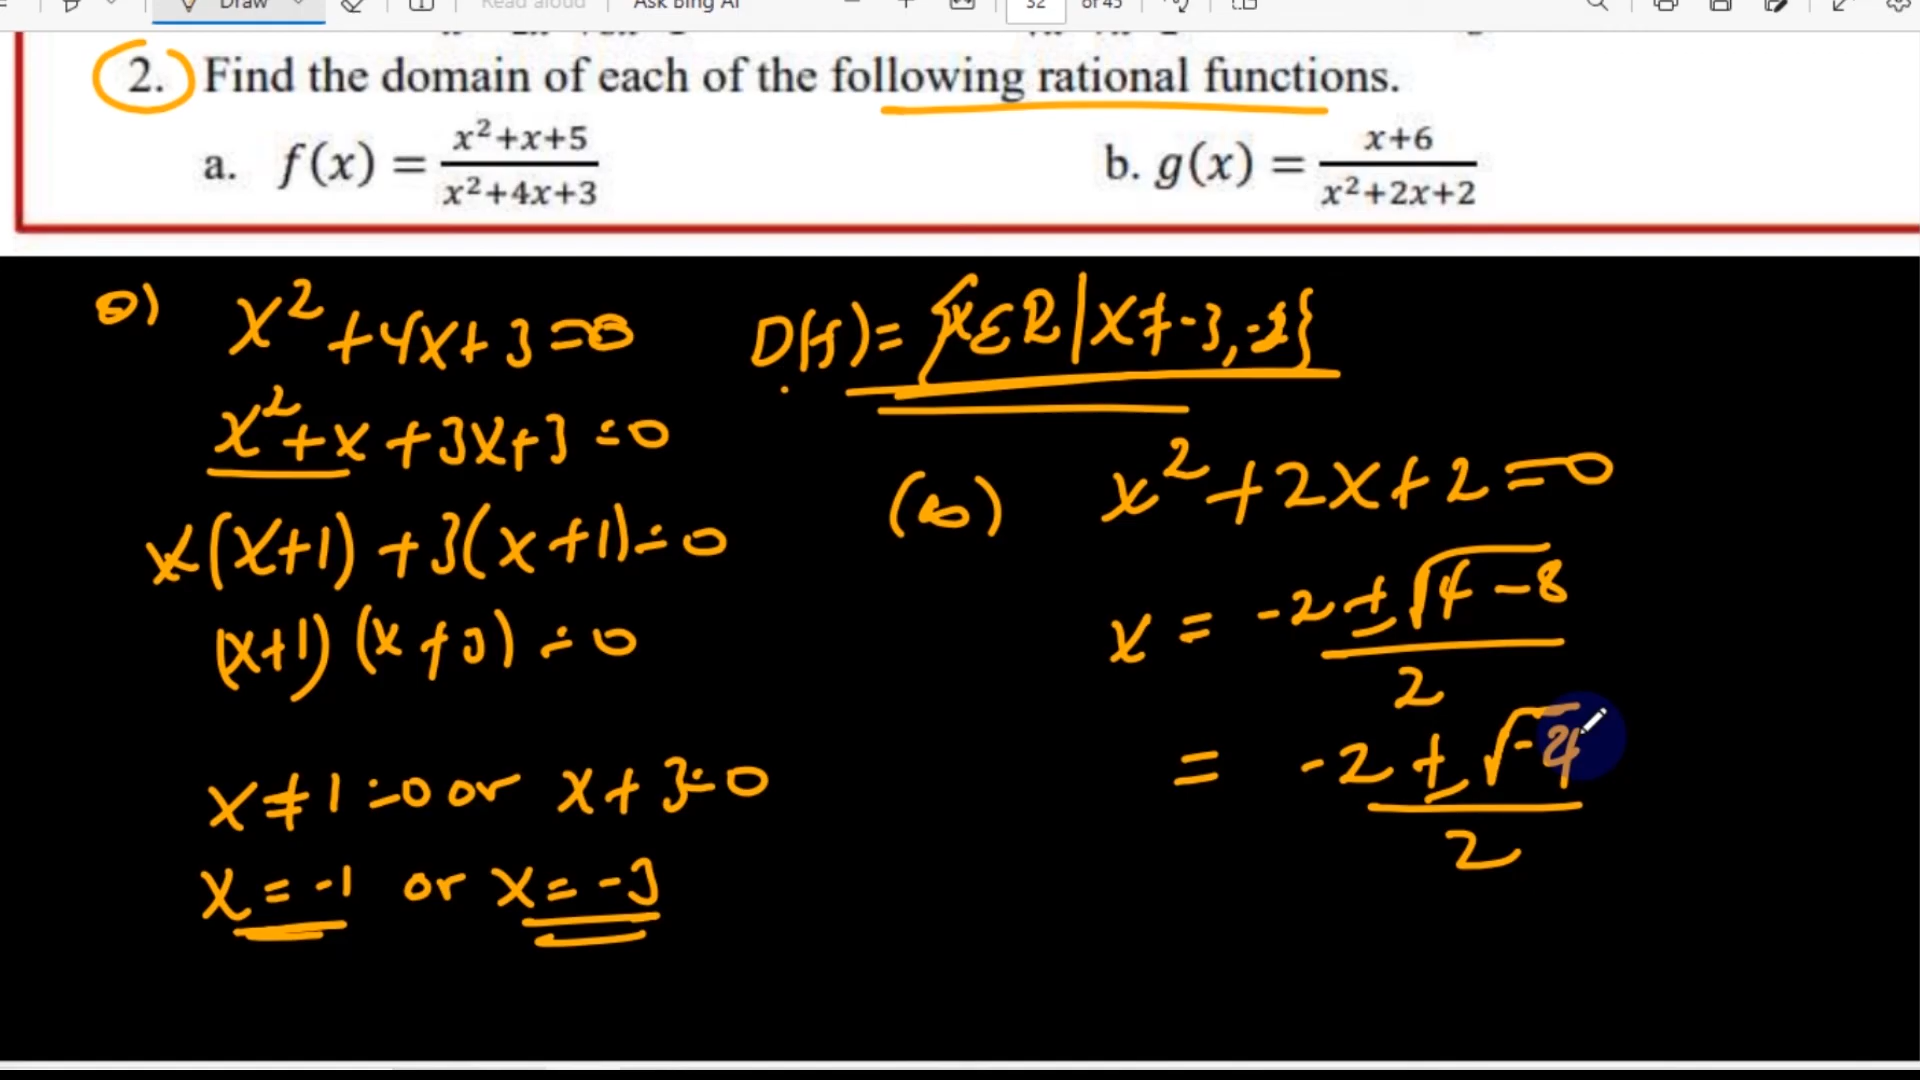 Draw
Read aloud
Ask Bing AI
32 of 45
2. Find the domain of each of the following rational functions.
a. f(x) = x²+x+5 / x²+4x+3
b. g(x) = x+6 / x²+2x+2
a) x² + 4x + 3 = 0
D(f) = {x∈R | x ≠ -3, -1}
x² + x + 3x + 3 = 0
x(x+1) + 3(x+1) = 0
(x+1)(x+3) = 0
x + 1 = 0 or x + 3 = 0
x = -1 or x = -3
(b) x² + 2x + 2 = 0
x = -2 ± √4 - 8 / 2
= -2 ± √-4 / 2